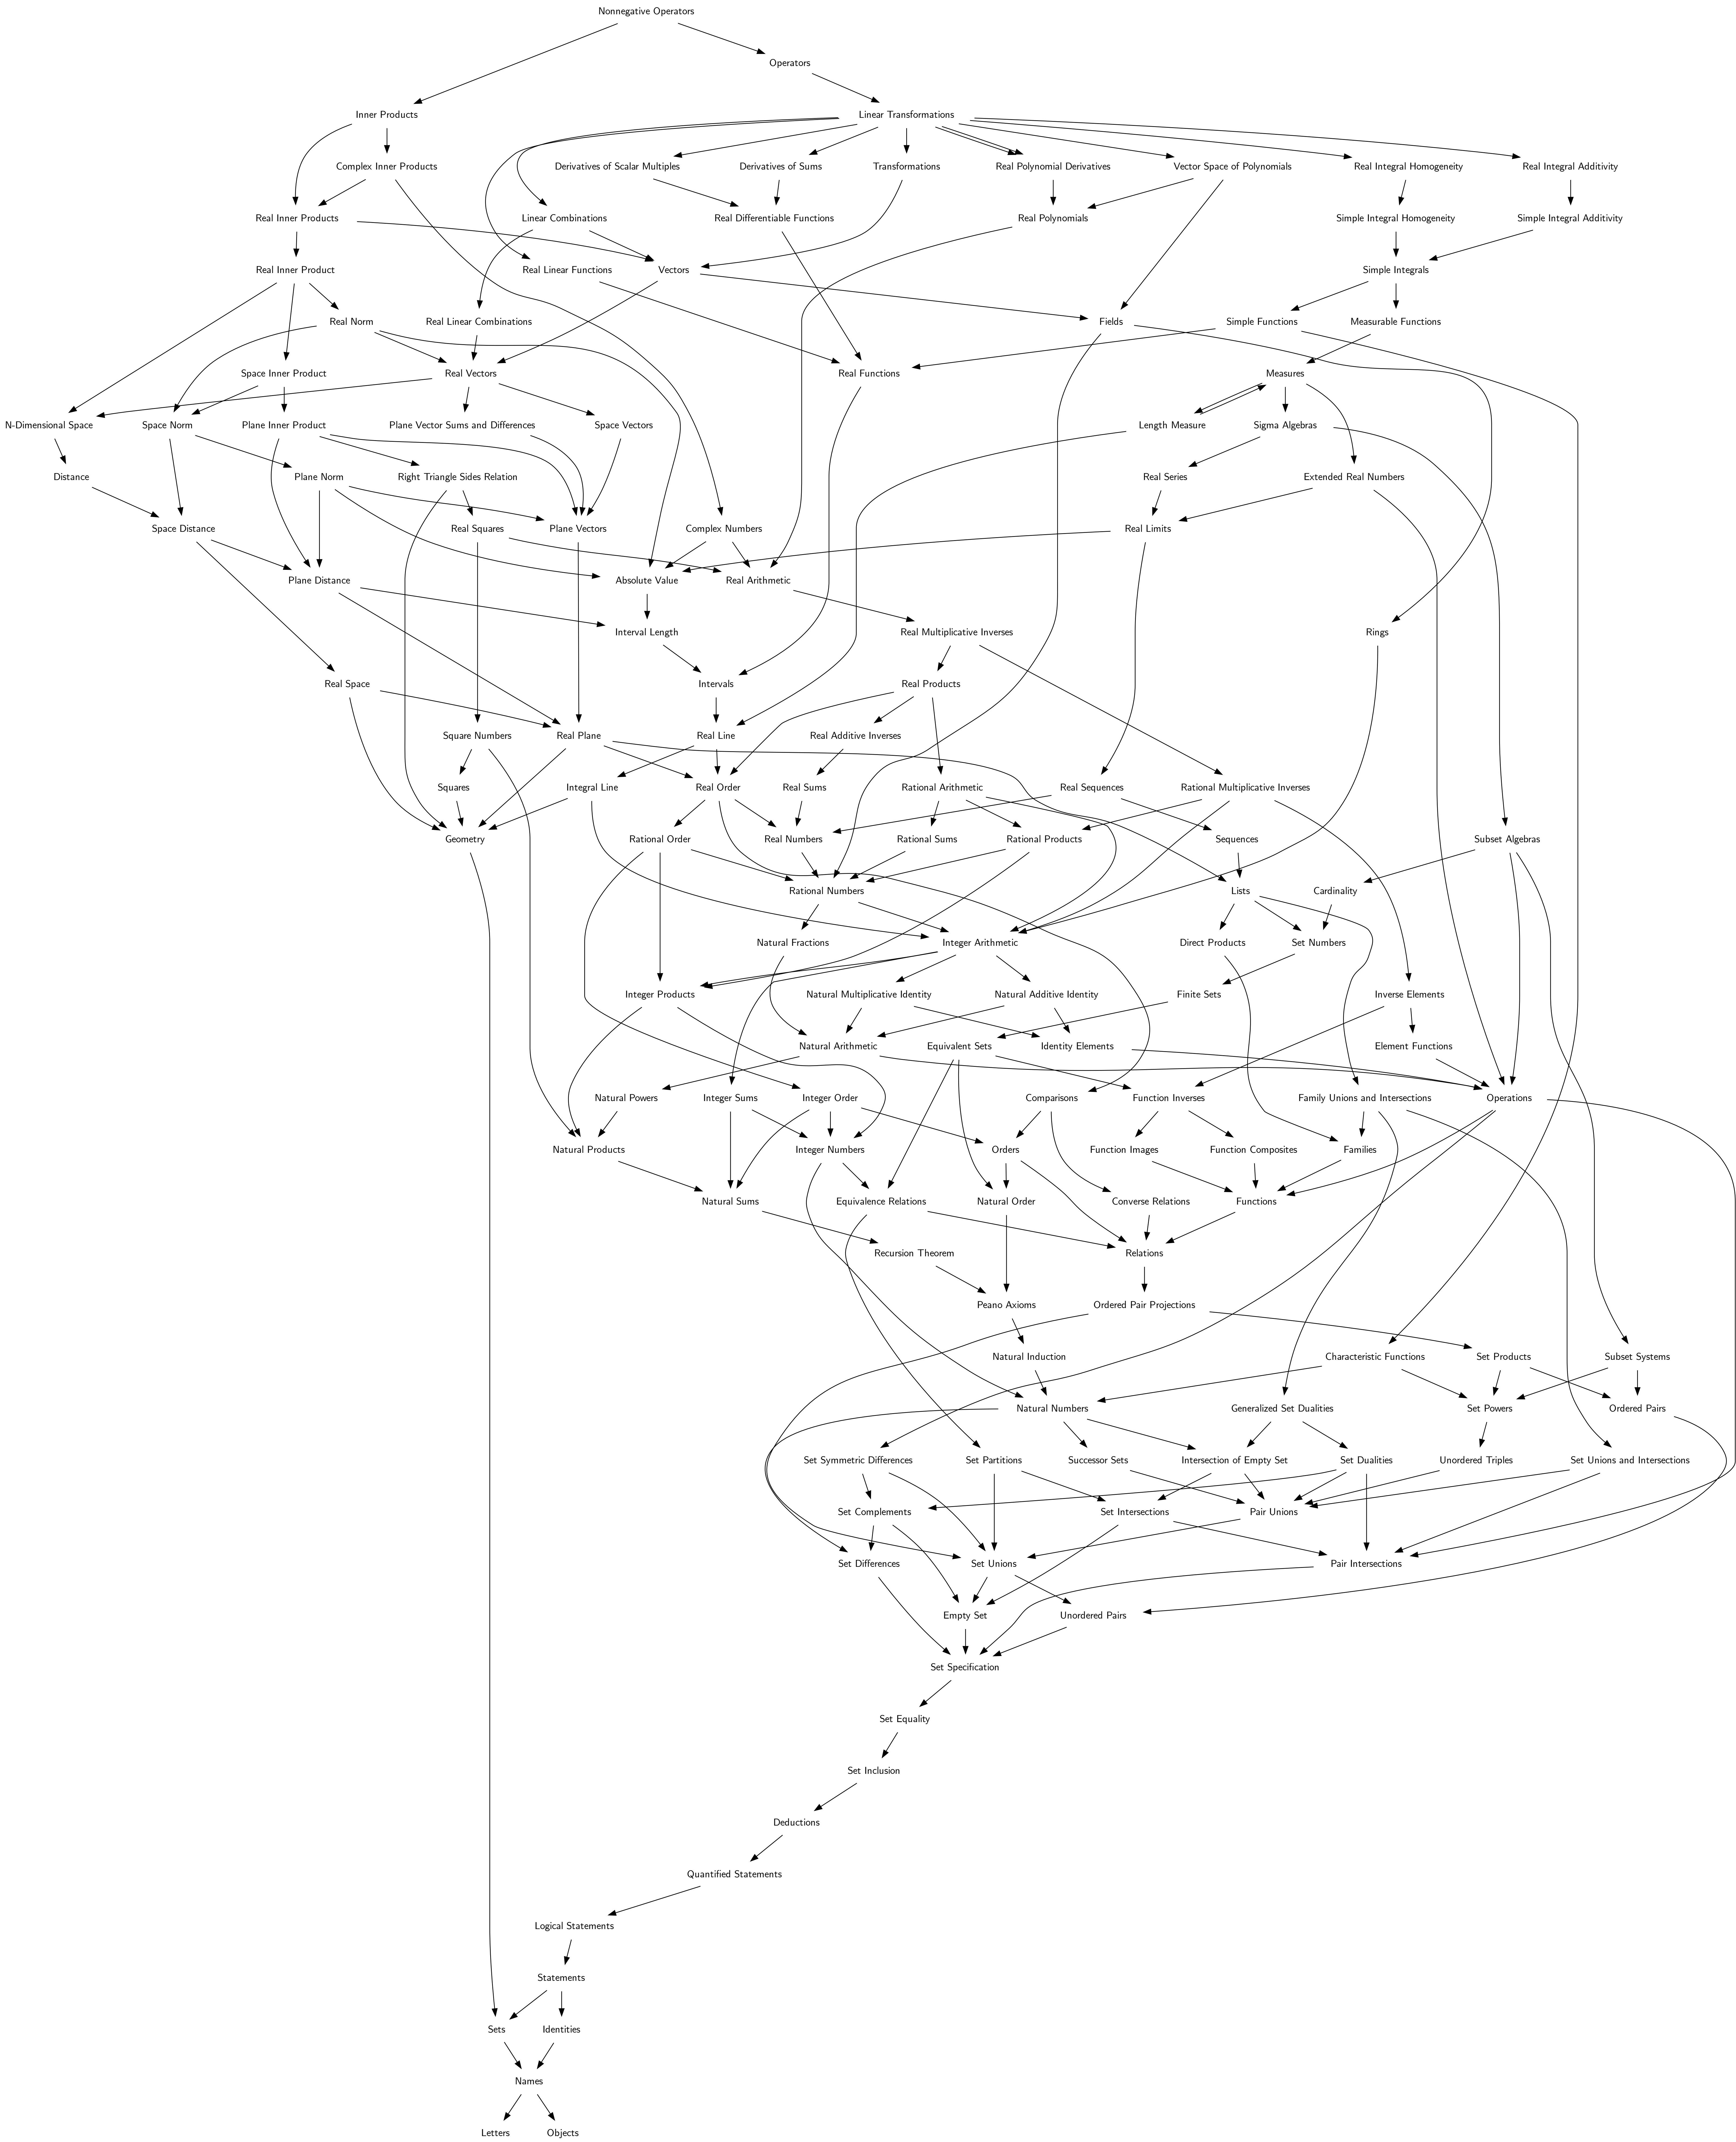 Nonnegative Operators
Operators
Inner Products
Linear Transformations
Complex Inner Products
Derivatives of Scalar Multiples
Derivatives of Sums
Transformations
Real Polynomial Derivatives
Vector Space of Polynomials
Real Integral Homogeneity
Real Integral Additivity
Real Inner Products
Linear Combinations
Real Differentiable Functions
Real Polynomials
Simple Integral Homogeneity
Simple Integral Additivity
Real Inner Product
Real Linear Functions
Vectors
Simple Integrals
Real Norm
Real Linear Combinations
Fields
Simple Functions
Measurable Functions
Space Inner Product
Real Vectors
Real Functions
Measures
N-Dimensional Space
Space Norm
Plane Inner Product
Plane Vector Sums and Differences
Space Vectors
Length Measure
Sigma Algebras
Distance
Plane Norm
Right Triangle Sides Relation
Real Series
Extended Real Numbers
Space Distance
Real Squares
Plane Vectors
Complex Numbers
Real Limits
Plane Distance
Absolute Value
Real Arithmetic
Interval Length
Real Multiplicative Inverses
Rings
Real Space
Intervals
Real Products
Square Numbers
Real Plane
Real Line
Real Additive Inverses
Squares
Integral Line
Real Order
Real Sums
Rational Arithmetic
Real Sequences
Rational Multiplicative Inverses
Geometry
Rational Order
Real Numbers
Rational Sums
Rational Products
Sequences
Subset Algebras
Rational Numbers
Lists
Cardinality
Natural Fractions
Integer Arithmetic
Direct Products
Set Numbers
Integer Products
Natural Multiplicative Identity
Natural Additive Identity
Finite Sets
Inverse Elements
Natural Arithmetic
Equivalent Sets
Identity Elements
Element Functions
Natural Powers
Integer Sums
Integer Order
Comparisons
Function Inverses
Family Unions and Intersections
Operations
Natural Products
Integer Numbers
Orders
Function Images
Function Composites
Families
Natural Sums
Equivalence Relations
Natural Order
Converse Relations
Functions
Recursion Theorem
Relations
Peano Axioms
Ordered Pair Projections
Natural Induction
Characteristic Functions
Set Products
Subset Systems
Natural Numbers
Generalized Set Dualities
Set Powers
Ordered Pairs
Set Symmetric Differences
Set Partitions
Successor Sets
Intersection of Empty Set
Set Dualities
Unordered Triples
Set Unions and Intersections
Set Complements
Set Intersections
Pair Unions
Set Differences
Set Unions
Pair Intersections
Empty Set
Unordered Pairs
Set Specification
Set Equality
Set Inclusion
Deductions
Quantified Statements
Logical Statements
Statements
Sets
Identities
Names
Letters
Objects